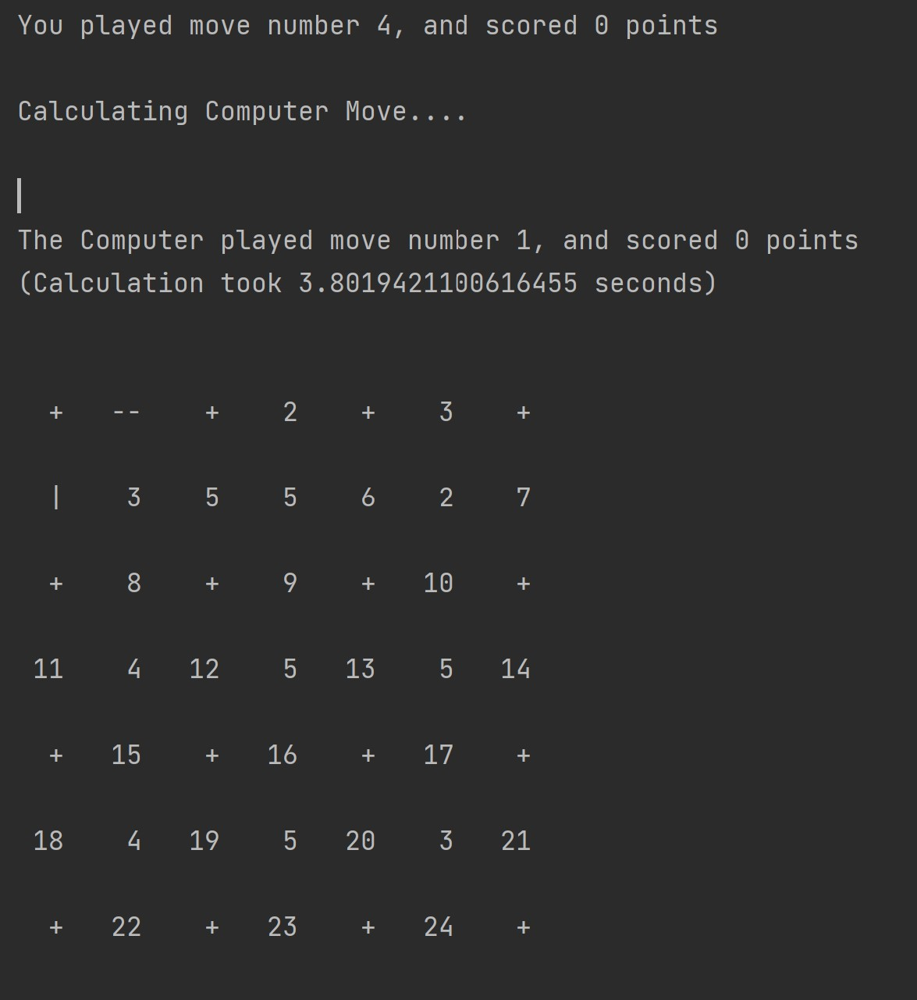 You played move number 4, and scored 0 points
Calculating Computer Move....
The Computer played move number 1, and scored 0 points
(Calculation took 3.8019421100616455 seconds)
+ -- + 2 + 3 +
| 3 5 5 6 2 7
+ 8 + 9 + 10 +
11 4 12 5 13 5 14
+ 15 + 16 + 17 +
18 4 19 5 20 3 21
+ 22 + 23 + 24 +